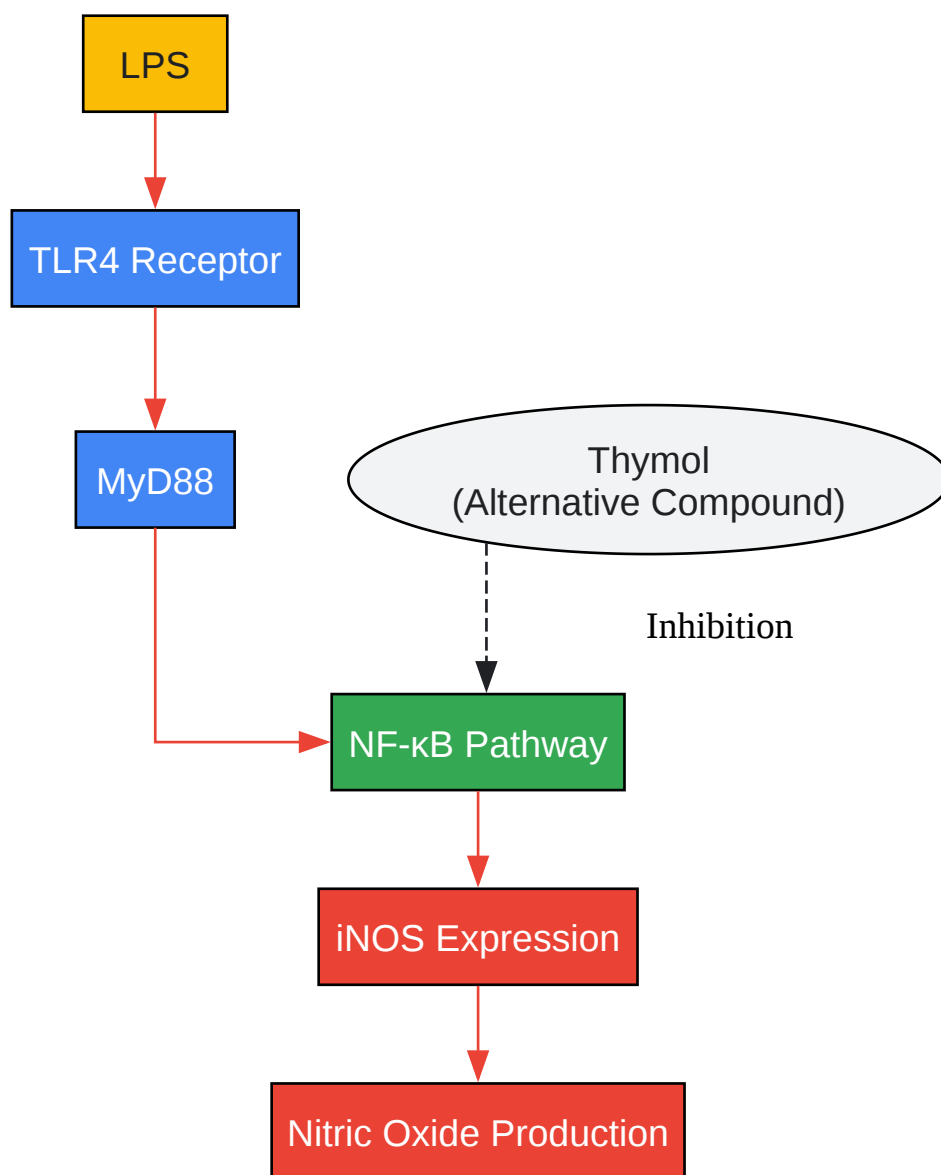 LPS
TLR4 Receptor
MyD88
Thymol
(Alternative Compound)
Inhibition
NF-κB Pathway
iNOS Expression
Nitric Oxide Production